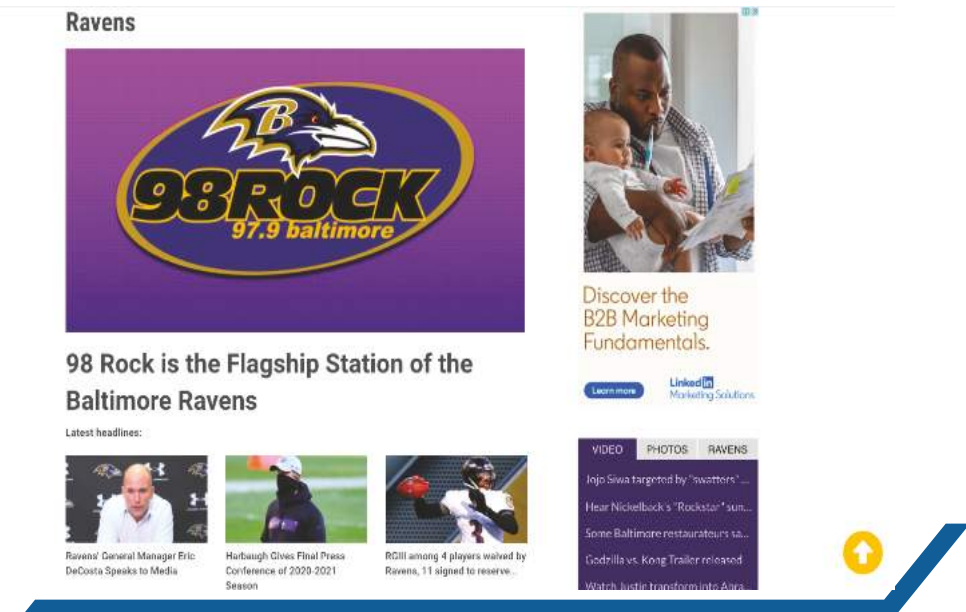 Ravens
B
98ROCK
97.9 baltimore
98 Rock is the Flagship Station of the
Baltimore Ravens
Latest headlines:
Ravens' General Manager Eric
DeCosta Speaks to Media
Harbaugh Gives Final Press
Conference of 2020-2021
Season
RGIII among 4 players waived by
Ravens, 11 signed to reserve...
Discover the
B2B Marketing
Fundamentals.
Learn more
Linked in
Marketing Solutions
VIDEO PHOTOS RAVENS
Jojo Siwa targeted by "swatters" ...
Hear Nickelback's "Rockstar" sun...
Some Baltimore restaurateurs sa...
Godzilla vs. Kong Trailer released
Watch Justin transform into Abra